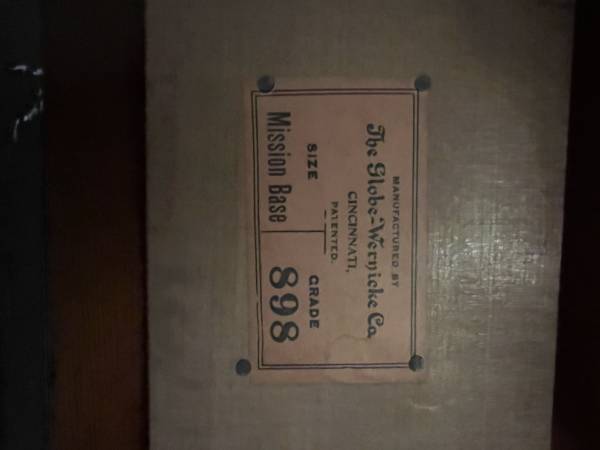 MANUFACTURED BY
The Globe-Wernicke Co.
CINCINNATI,
PATENTED.
SIZE GRADE
Mission Base 898